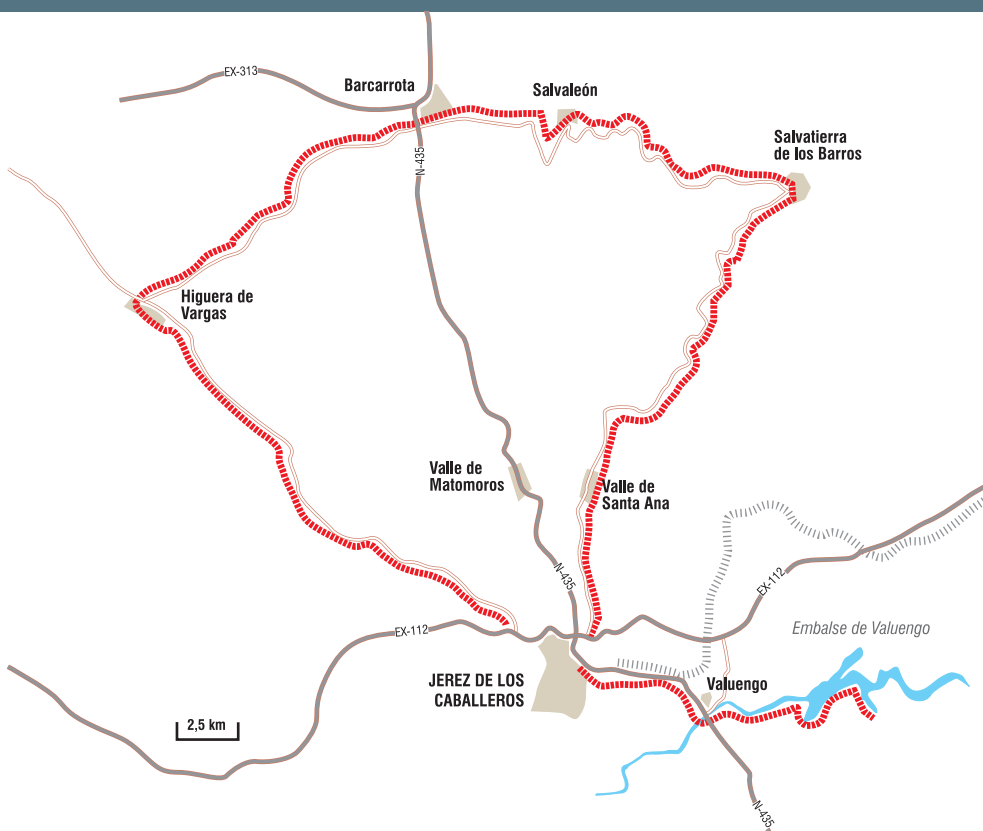 EX-313
Barcarrota
Salvaleón
Salvatierra
de los Barros
N-435
Higuera de
Vargas
Valle de
Matomoros
Valle de
Santa Ana
N-435
EX-112
EX-112
Embalse de Valuengo
JEREZ DE LOS
CABALLEROS
Valuengo
2,5 km
N-435